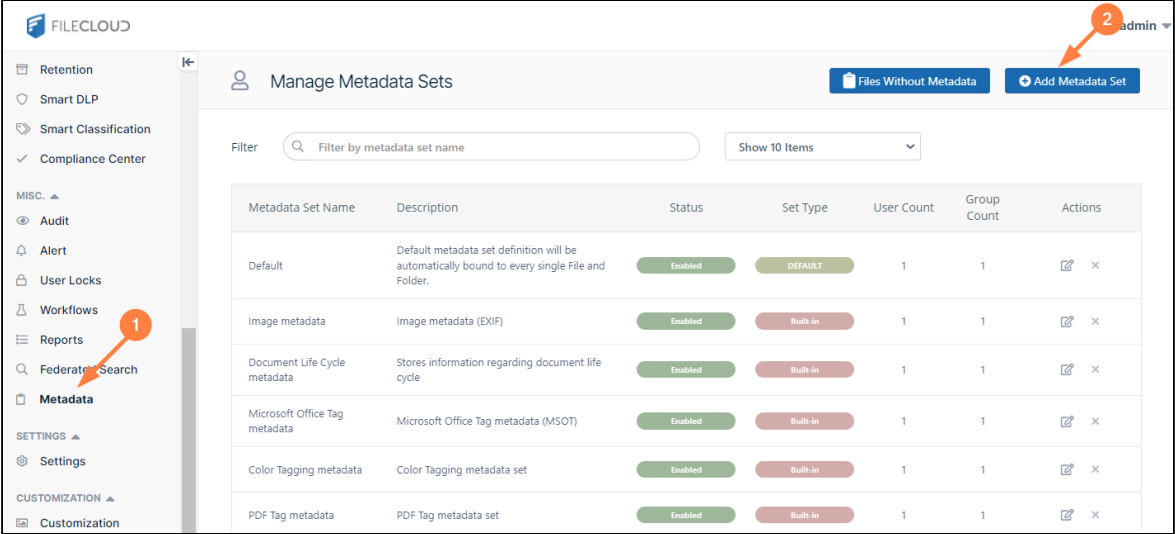 FILECLOUD
2
admin
Retention
Smart DLP
Smart Classification
Compliance Center
MISC.
Audit
Alert
User Locks
Workflows
1
Reports
Federated Search
Metadata
SETTINGS
Settings
CUSTOMIZATION
Customization
Manage Metadata Sets
Files Without Metadata
Add Metadata Set
Filter
Filter by metadata set name
Show 10 Items
Metadata Set Name Description Status Set Type User Count Group Count Actions
Default
Default metadata set definition will be
automatically bound to every single File and
Folder.
Enabled DEFAULT 1 1
Image metadata Image metadata (EXIF) Enabled Built-in 1 1
Document Life Cycle
metadata
Stores information regarding document life
cycle
Enabled Built-in 1 1
Microsoft Office Tag
metadata
Microsoft Office Tag metadata (MSOT) Enabled Built-in 1 1
Color Tagging metadata Color Tagging metadata set Enabled Built-in 1 1
PDF Tag metadata PDF Tag metadata set Enabled Built-in 1 1